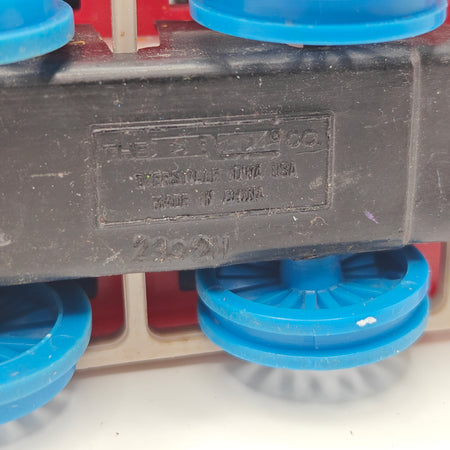 THE ERTL CO.
DYERSVILLE IOWA USA
MADE IN CHINA